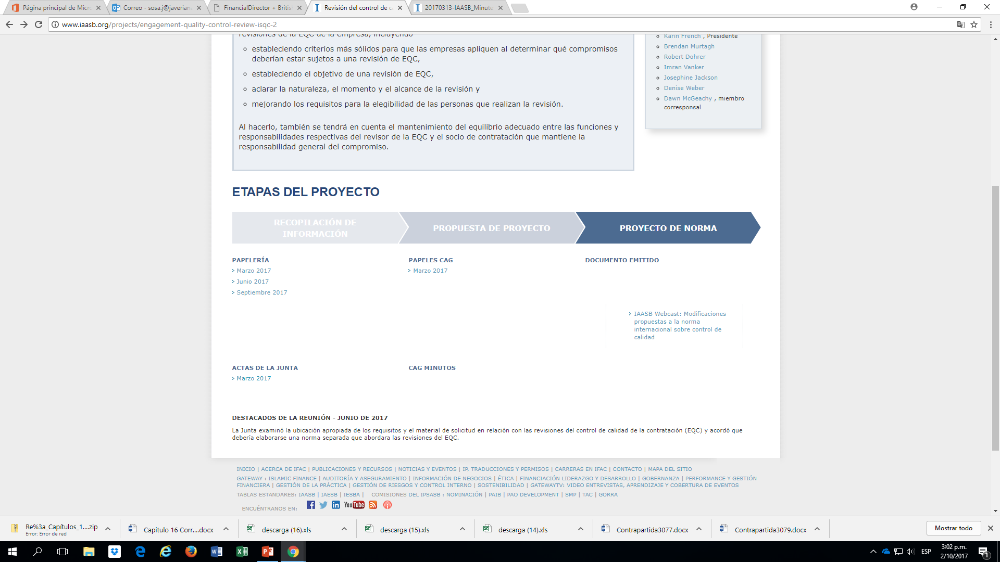 Página principal de Micro
Correo - sosa.j@javerian
FinancialDirector + Britis
Revisión del control de c
20170313-IAASB_Minute
www.iaasb.org/projects/engagement-quality-control-review-isqc-2
revisiones de la EQC de la empresa, incluyendo
estableciendo criterios más sólidos para que las empresas apliquen al determinar qué compromisos
deberían estar sujetos a una revisión de EQC,
estableciendo el objetivo de una revisión de EQC,
aclarar la naturaleza, el momento y el alcance de la revisión y
mejorando los requisitos para la elegibilidad de las personas que realizan la revisión.
Al hacerlo, también se tendrá en cuenta el mantenimiento del equilibrio adecuado entre las funciones y
responsabilidades respectivas del revisor de la EQC y el socio de contratación que mantiene la
responsabilidad general del compromiso.
Karin French , Presidente
Brendan Murtagh
Robert Dohrer
Imran Vanker
Josephine Jackson
Denise Weber
Dawn McGeachy , miembro
corresponsal
ETAPAS DEL PROYECTO
RECOPILACIÓN DE
INFORMACIÓN
PROPUESTA DE PROYECTO
PROYECTO DE NORMA
PAPELERÍA
Marzo 2017
Junio 2017
Septiembre 2017
PAPELES CAG
Marzo 2017
DOCUMENTO EMITIDO
IAASB Webcast: Modificaciones
propuestas a la norma
internacional sobre control de
calidad
ACTAS DE LA JUNTA
Marzo 2017
CAG MINUTOS
DESTACADOS DE LA REUNIÓN - JUNIO DE 2017
La Junta examinó la ubicación apropiada de los requisitos y el material de solicitud en relación con las revisiones del control de calidad de la contratación (EQC) y acordó que
debería elaborarse una norma separada que abordara las revisiones del EQC.
INICIO | ACERCA DE IFAC | PUBLICACIONES Y RECURSOS | NOTICIAS Y EVENTOS | IP, TRADUCCIONES Y PERMISOS | CARRERAS EN IFAC | CONTACTO | MAPA DEL SITIO
GATEWAY : ISLAMIC FINANCE | AUDITORÍA Y ASEGURAMIENTO | INFORMACIÓN DE NEGOCIOS | ÉTICA | FINANCIACIÓN LIDERAZGO Y DESARROLLO | GOBERNANZA | PERFORMANCE Y GESTIÓN
FINANCIERA | GESTIÓN DE LA PRÁCTICA | GESTIÓN DE RIESGOS Y CONTROL INTERNO | SOSTENIBILIDAD | GATEWAYTV: VIDEO ENTREVISTAS, APRENDIZAJE Y COBERTURA DE EVENTOS
TABLAS ESTANDARES: IAASB | IAESB | IESBA | COMISIONES DEL IPSASB : NOMINACIÓN | PAIB | PAO DEVELOPMENT | SMP | TAC | GORRA
ENCUÉNTRANOS EN:
YouTube
Re%3a_Capítulos_1....zip
Error: Error de red
Capitulo 16 Corr....docx
descarga (16).xls
descarga (15).xls
descarga (14).xls
Contrapartida3077.docx
Contrapartida3079.docx
Mostrar todo
ESP
3:02 p.m.
2/10/2017
1